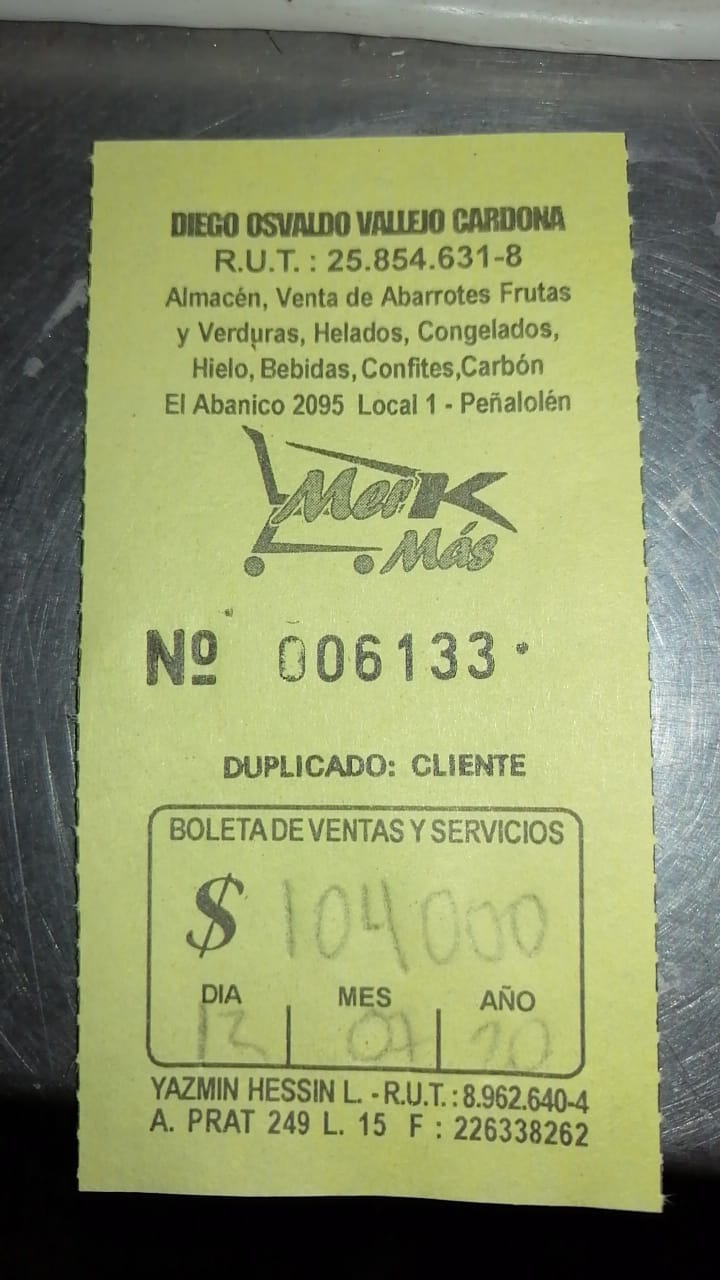 DIEGO OSVALDO VALLEJO CARDONA
R.U.T. : 25.854.631-8
Almacén, Venta de Abarrotes Frutas
y Verduras, Helados, Congelados,
Hielo, Bebidas, Confites,Carbón
El Abanico 2095 Local 1 - Peñalolén
Merk
Más
Nº 006133
DUPLICADO: CLIENTE
BOLETA DE VENTAS Y SERVICIOS
$ 104000
DIA MES AÑO
12 07 20
YAZMIN HESSIN L. - R.U.T. : 8.962.640-4
A. PRAT 249 L. 15 F : 226338262